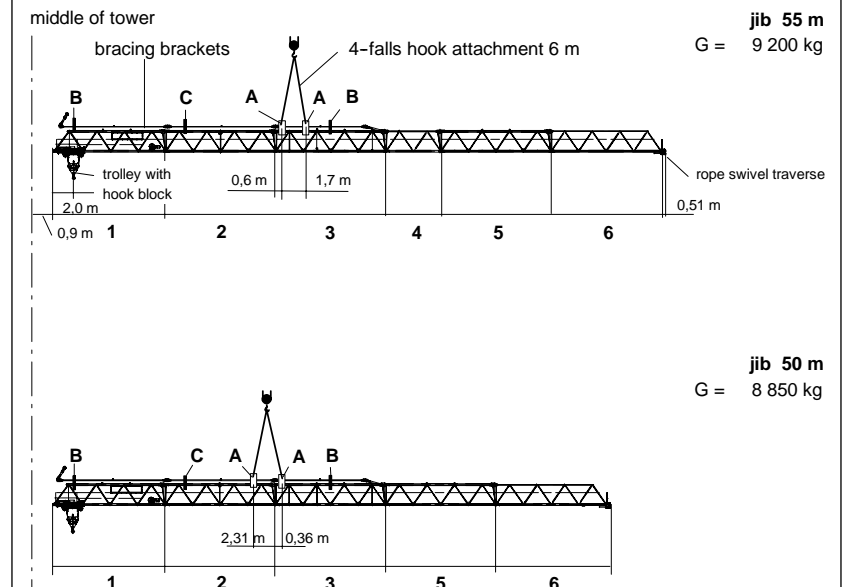 middle of tower
jib 55 m
G = 9 200 kg
bracing brackets
4-falls hook attachment 6 m
B C A A B
trolley with
hook block
0,6 m 1,7 m
rope swivel traverse
2,0 m
0,51 m
0,9 m
1 2 3 4 5 6
jib 50 m
G = 8 850 kg
B C A A B
2,31 m 0,36 m
1 2 3 5 6